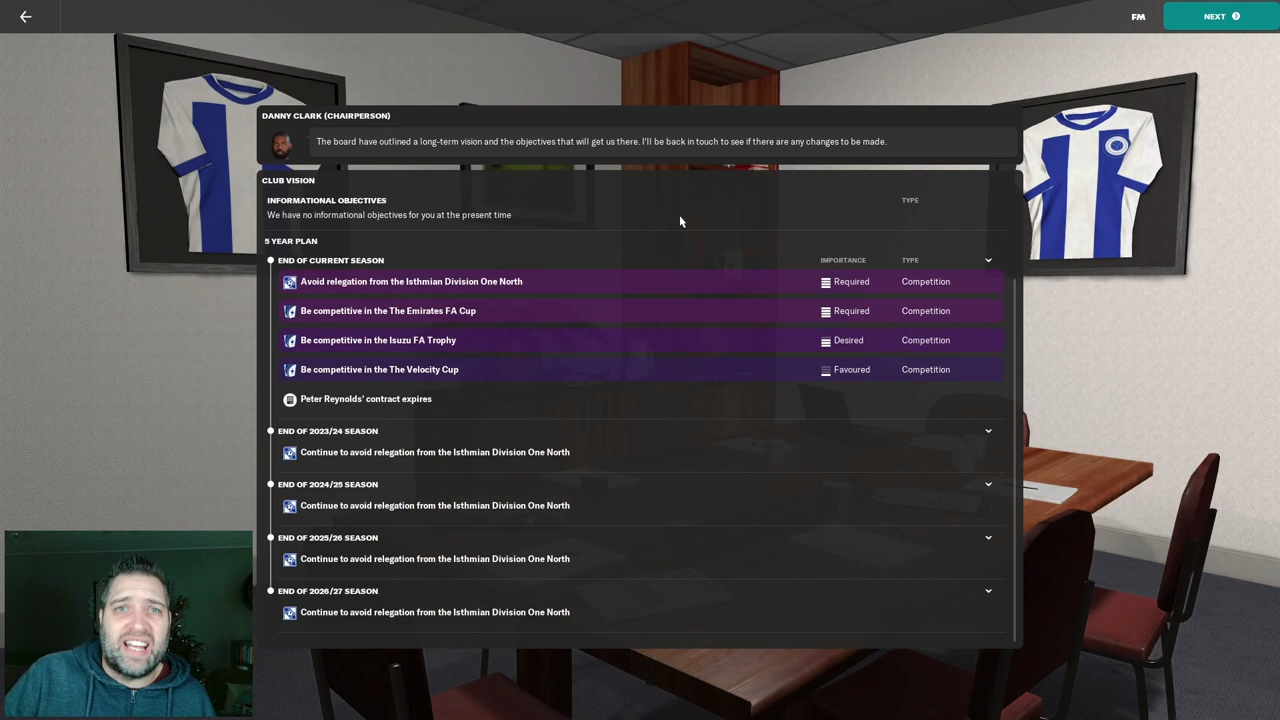 FM
NEXT
DANNY CLARK (CHAIRPERSON)
The board have outlined a long-term vision and the objectives that will get us there. I'll be back in touch to see if there are any changes to be made.
CLUB VISION
INFORMATIONAL OBJECTIVES TYPE
We have no informational objectives for you at the present time
5 YEAR PLAN
END OF CURRENT SEASON IMPORTANCE TYPE
Avoid relegation from the Isthmian Division One North Required Competition
Be competitive in the The Emirates FA Cup Required Competition
Be competitive in the Isuzu FA Trophy Desired Competition
Be competitive in the The Velocity Cup Favoured Competition
Peter Reynolds' contract expires
END OF 2023/24 SEASON
Continue to avoid relegation from the Isthmian Division One North
END OF 2024/25 SEASON
Continue to avoid relegation from the Isthmian Division One North
END OF 2025/26 SEASON
Continue to avoid relegation from the Isthmian Division One North
END OF 2026/27 SEASON
Continue to avoid relegation from the Isthmian Division One North